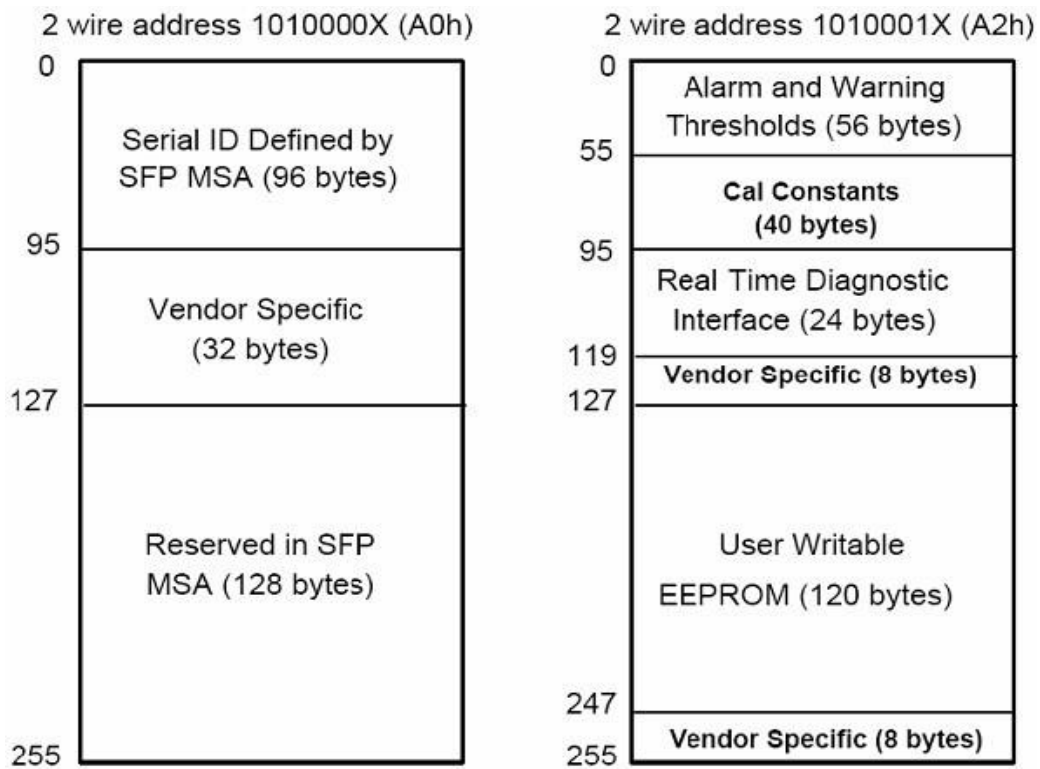 2 wire address 1010000X (A0h)
0
Serial ID Defined by
SFP MSA (96 bytes)
95
Vendor Specific
(32 bytes)
127
Reserved in SFP
MSA (128 bytes)
255
2 wire address 1010001X (A2h)
0
Alarm and Warning
Thresholds (56 bytes)
55
Cal Constants
(40 bytes)
95
Real Time Diagnostic
Interface (24 bytes)
119
Vendor Specific (8 bytes)
127
User Writable
EEPROM (120 bytes)
247
Vendor Specific (8 bytes)
255